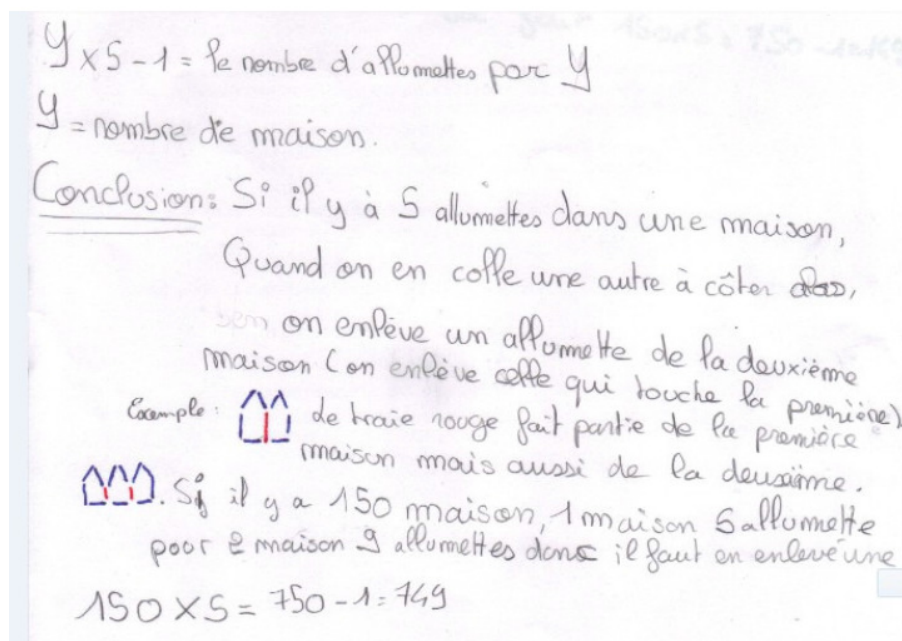 Y x 5 - 1 = le nombre d'allumettes par Y
Y = nombre de maison.
Conclusion: Si il y à 5 allumettes dans une maison,
Quand on en colle une autre à côter
on enlève un allumette de la deuxième
maison (on enlève celle qui touche la première)
Exemple: de traie rouge fait partie de la première
maison mais aussi de la deuxième.
. Si il y a 150 maison, 1 maison 5 allumette
pour 2 maison 9 allumettes donc il faut en enlevé une
150 x 5 = 750 - 1 = 749